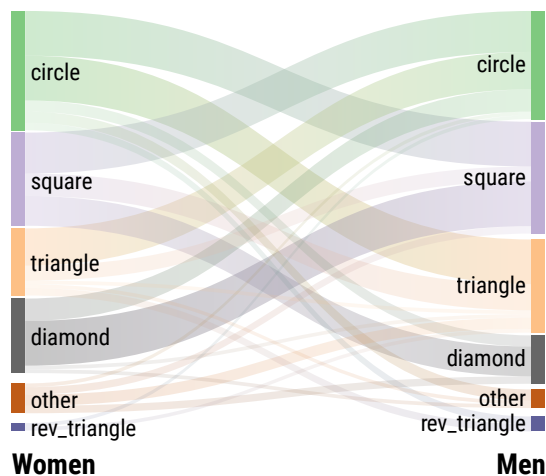 circle
square
triangle
diamond
other
rev_triangle
Women
circle
square
triangle
diamond
other
rev_triangle
Men